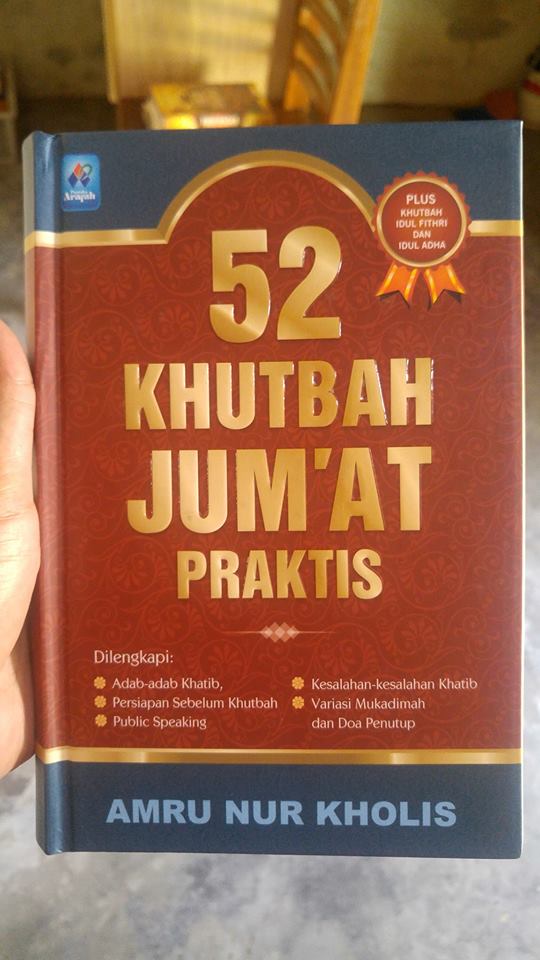 Pustaka
Arafah
PLUS
KHUTBAH
IDUL FITHRI
DAN
IDUL ADHA
52
KHUTBAH
JUM'AT
PRAKTIS
Dilengkapi:
Adab-adab Khatib,
Persiapan Sebelum Khutbah
Public Speaking
Kesalahan-kesalahan Khatib
Variasi Mukadimah
dan Doa Penutup
AMRU NUR KHOLIS